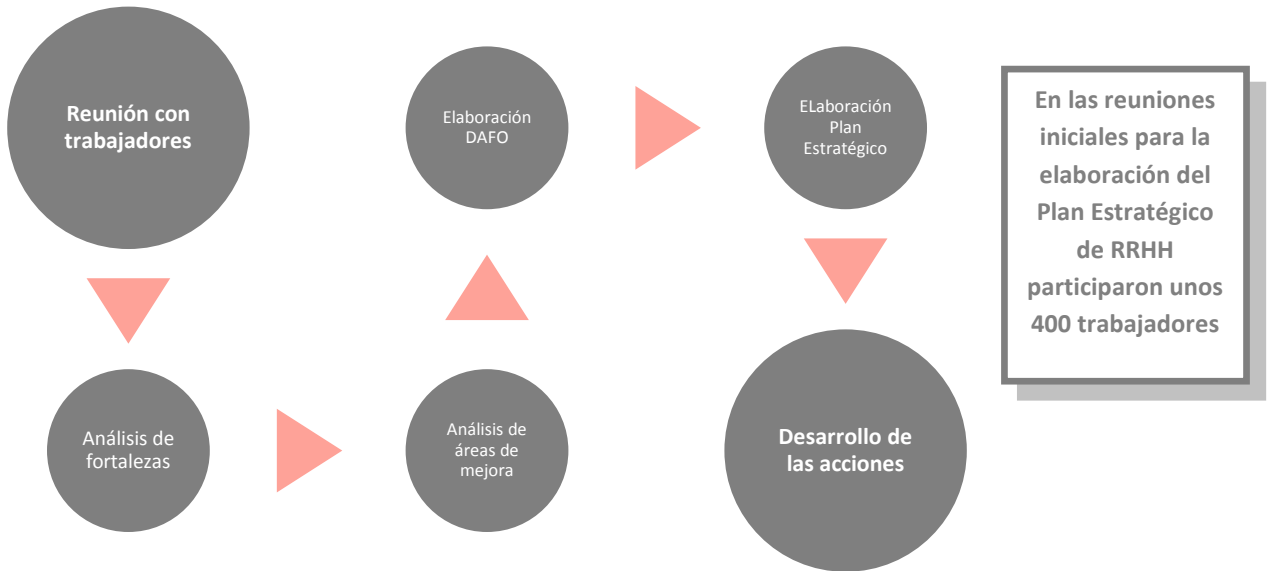 Reunión con
trabajadores
Análisis de
fortalezas
Análisis de
áreas de
mejora
Elaboración
DAFO
ELaboración
Plan
Estratégico
Desarrollo de
las acciones
En las reuniones
iniciales para la
elaboración del
Plan Estratégico
de RRHH
participaron unos
400 trabajadores